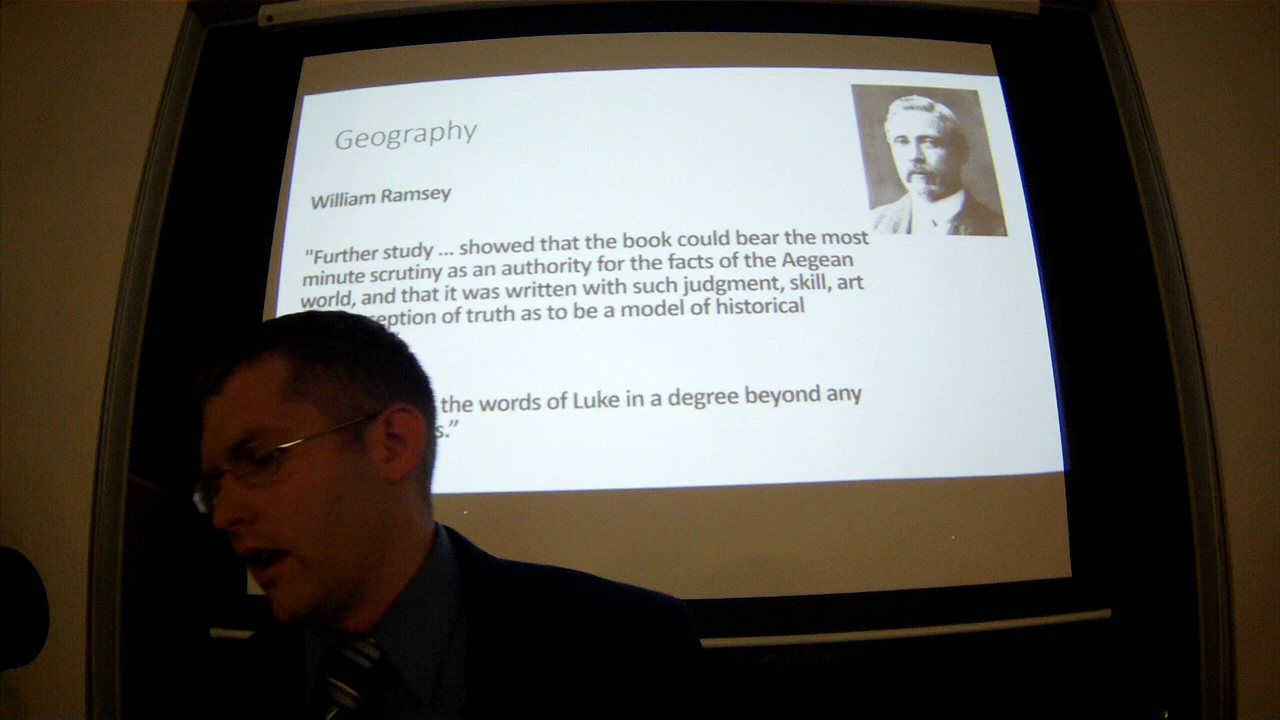 Geography
William Ramsey
"Further study ... showed that the book could bear the most
minute scrutiny as an authority for the facts of the Aegean
world, and that it was written with such judgment, skill, art
of truth as to be a model of historical
the words of Luke in a degree beyond any